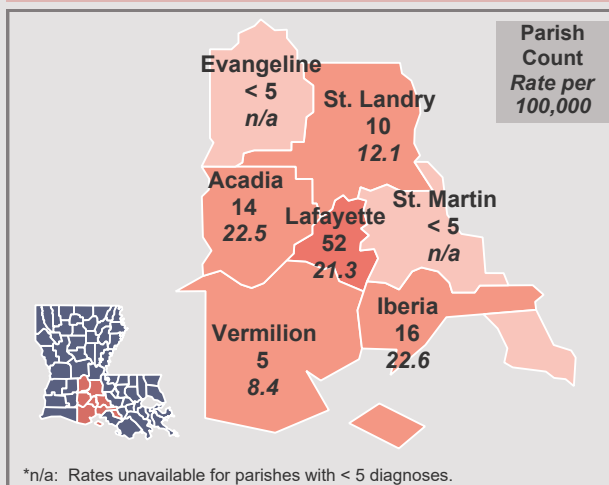 Parish
Count
Rate per
100,000
Evangeline
< 5
n/a
St. Landry
10
12.1
Acadia
14
22.5
Lafayette
52
21.3
St. Martin
< 5
n/a
Vermilion
5
8.4
Iberia
16
22.6
*n/a: Rates unavailable for parishes with < 5 diagnoses.